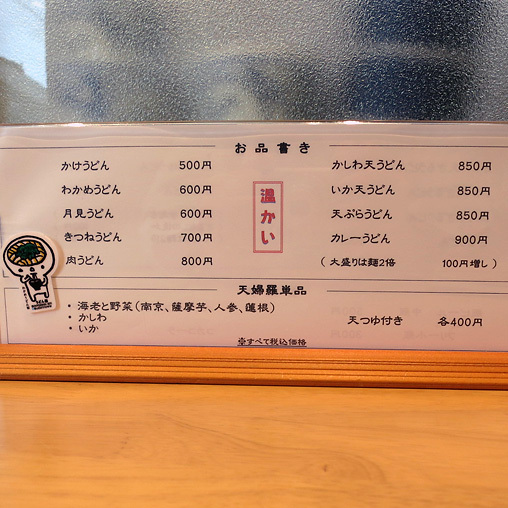 お品書き
温かい
かけうどん 500円
わかめうどん 600円
月見うどん 600円
きつねうどん 700円
肉うどん 800円
かしわ天うどん 850円
いか天うどん 850円
天ぷらうどん 850円
カレーうどん 900円
(大盛りは麺2倍 100円増し)
天婦羅単品
・海老と野菜(南京、薩摩芋、人参、蓮根)
・かしわ
・いか
天つゆ付き 各400円
※すべて税込価格